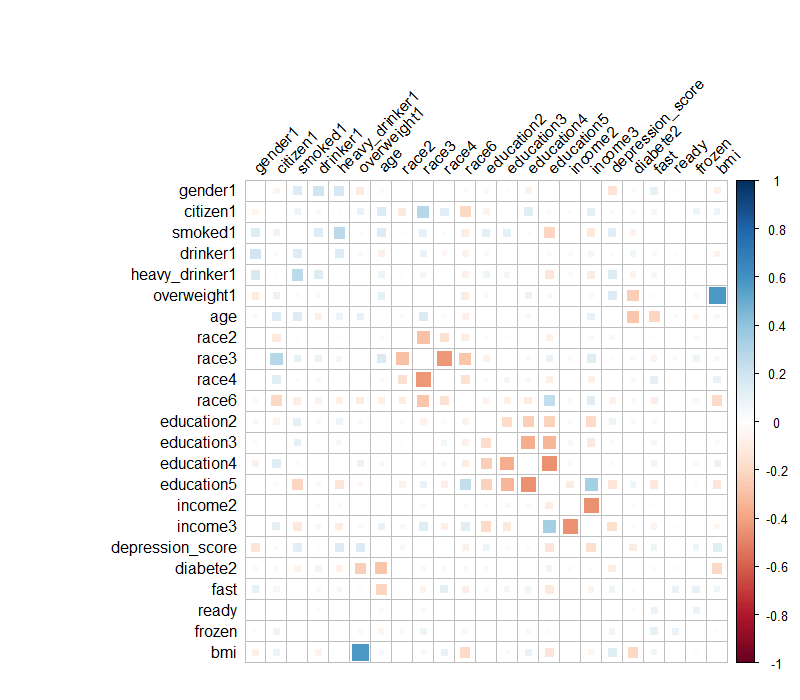 gender1
citizen1
smoked1
drinker1
heavy_drinker1
overweight1
age
race2
race3
race4
race6
education2
education3
education4
education5
income2
income3
depression_score
diabete2
fast
ready
frozen
bmi
gender1
citizen1
smoked1
drinker1
heavy_drinker1
overweight1
age
race2
race3
race4
race6
education2
education3
education4
education5
income2
income3
depression_score
diabete2
fast
ready
frozen
bmi
1
0.8
0.6
0.4
0.2
0
-0.2
-0.4
-0.6
-0.8
-1